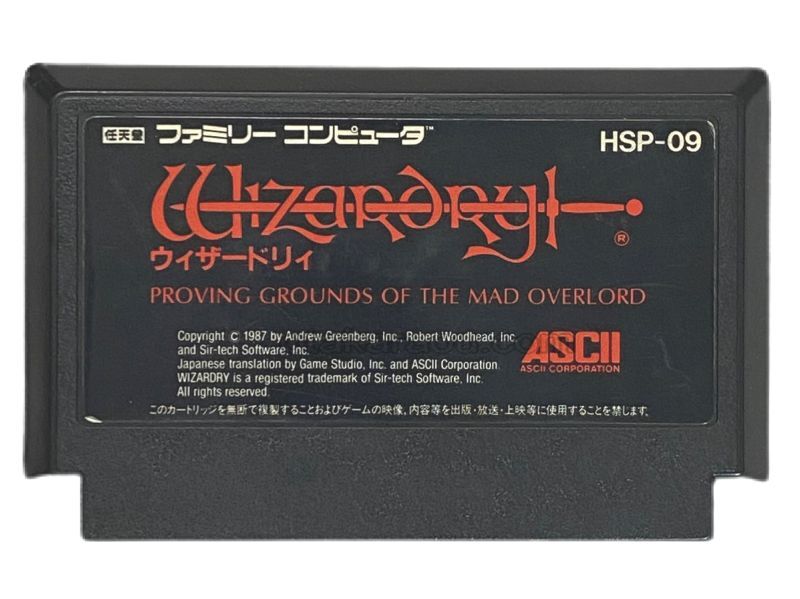 任天堂 ファミリー コンピュータ™ HSP-09
Wizardry ®
ウィザードリィ
PROVING GROUNDS OF THE MAD OVERLORD
Copyright © 1987 by Andrew Greenberg, Inc., Robert Woodhead, Inc.
and Sir-tech Software, Inc.
Japanese translation by Game Studio, Inc. and ASCII Corporation
WIZARDRY is a registered trademark of Sir-tech Software, Inc.
All rights reserved.
ASCII
ASCII CORPORATION
このカートリッジを無断で複製することおよびゲームの映像、内容等を出版・放送・上映等に使用することを禁じます。